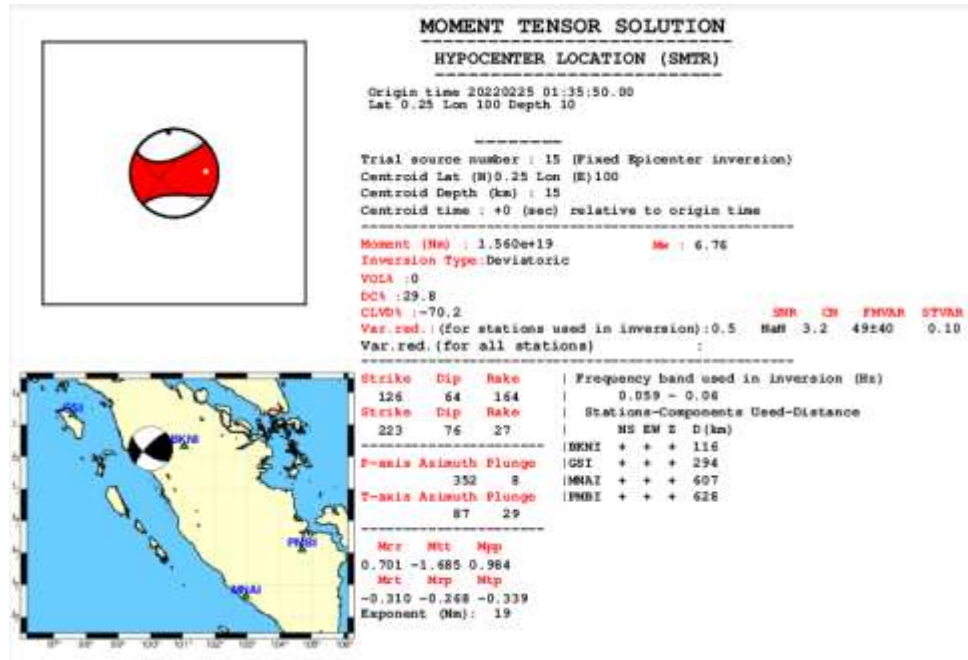 MOMENT TENSOR SOLUTION
HYPOCENTER LOCATION (SMTR)
Origin time 20220225 01:35:50.00
Lat 0.25 Lon 100 Depth 10
Trial source number : 15 (Fixed Epicenter inversion)
Centroid Lat (N)0.25 Lon (E)100
Centroid Depth (km) : 15
Centroid time : +0 (sec) relative to origin time
Moment (Nm) : 1.560e+19 Mw : 6.76
Inversion Type:Deviatoric
VOL% :0
DC% :29.8
CLVD% :-70.2 SNR CN FMVAR STVAR
Var.red.:(for stations used in inversion):0.5 NaN 3.2 49±40 0.10
Var.red.(for all stations) :
Strike Dip Rake | Frequency band used in inversion (Hz)
126 64 164 | 0.059 - 0.06
Strike Dip Rake | Stations-Components Used-Distance
223 76 27 | NS EW Z D(km)
|BKNI + + + 116
P-axis Azimuth Plunge |GSI + + + 294
352 8 |MNAI + + + 607
T-axis Azimuth Plunge |PMBI + + + 628
87 29
Mrr Mtt Mpp
0.701 -1.685 0.984
Mrt Mrp Mtp
-0.310 -0.268 -0.339
Exponent (Nm): 19
GSI
BKNI
PMBI
MNAI